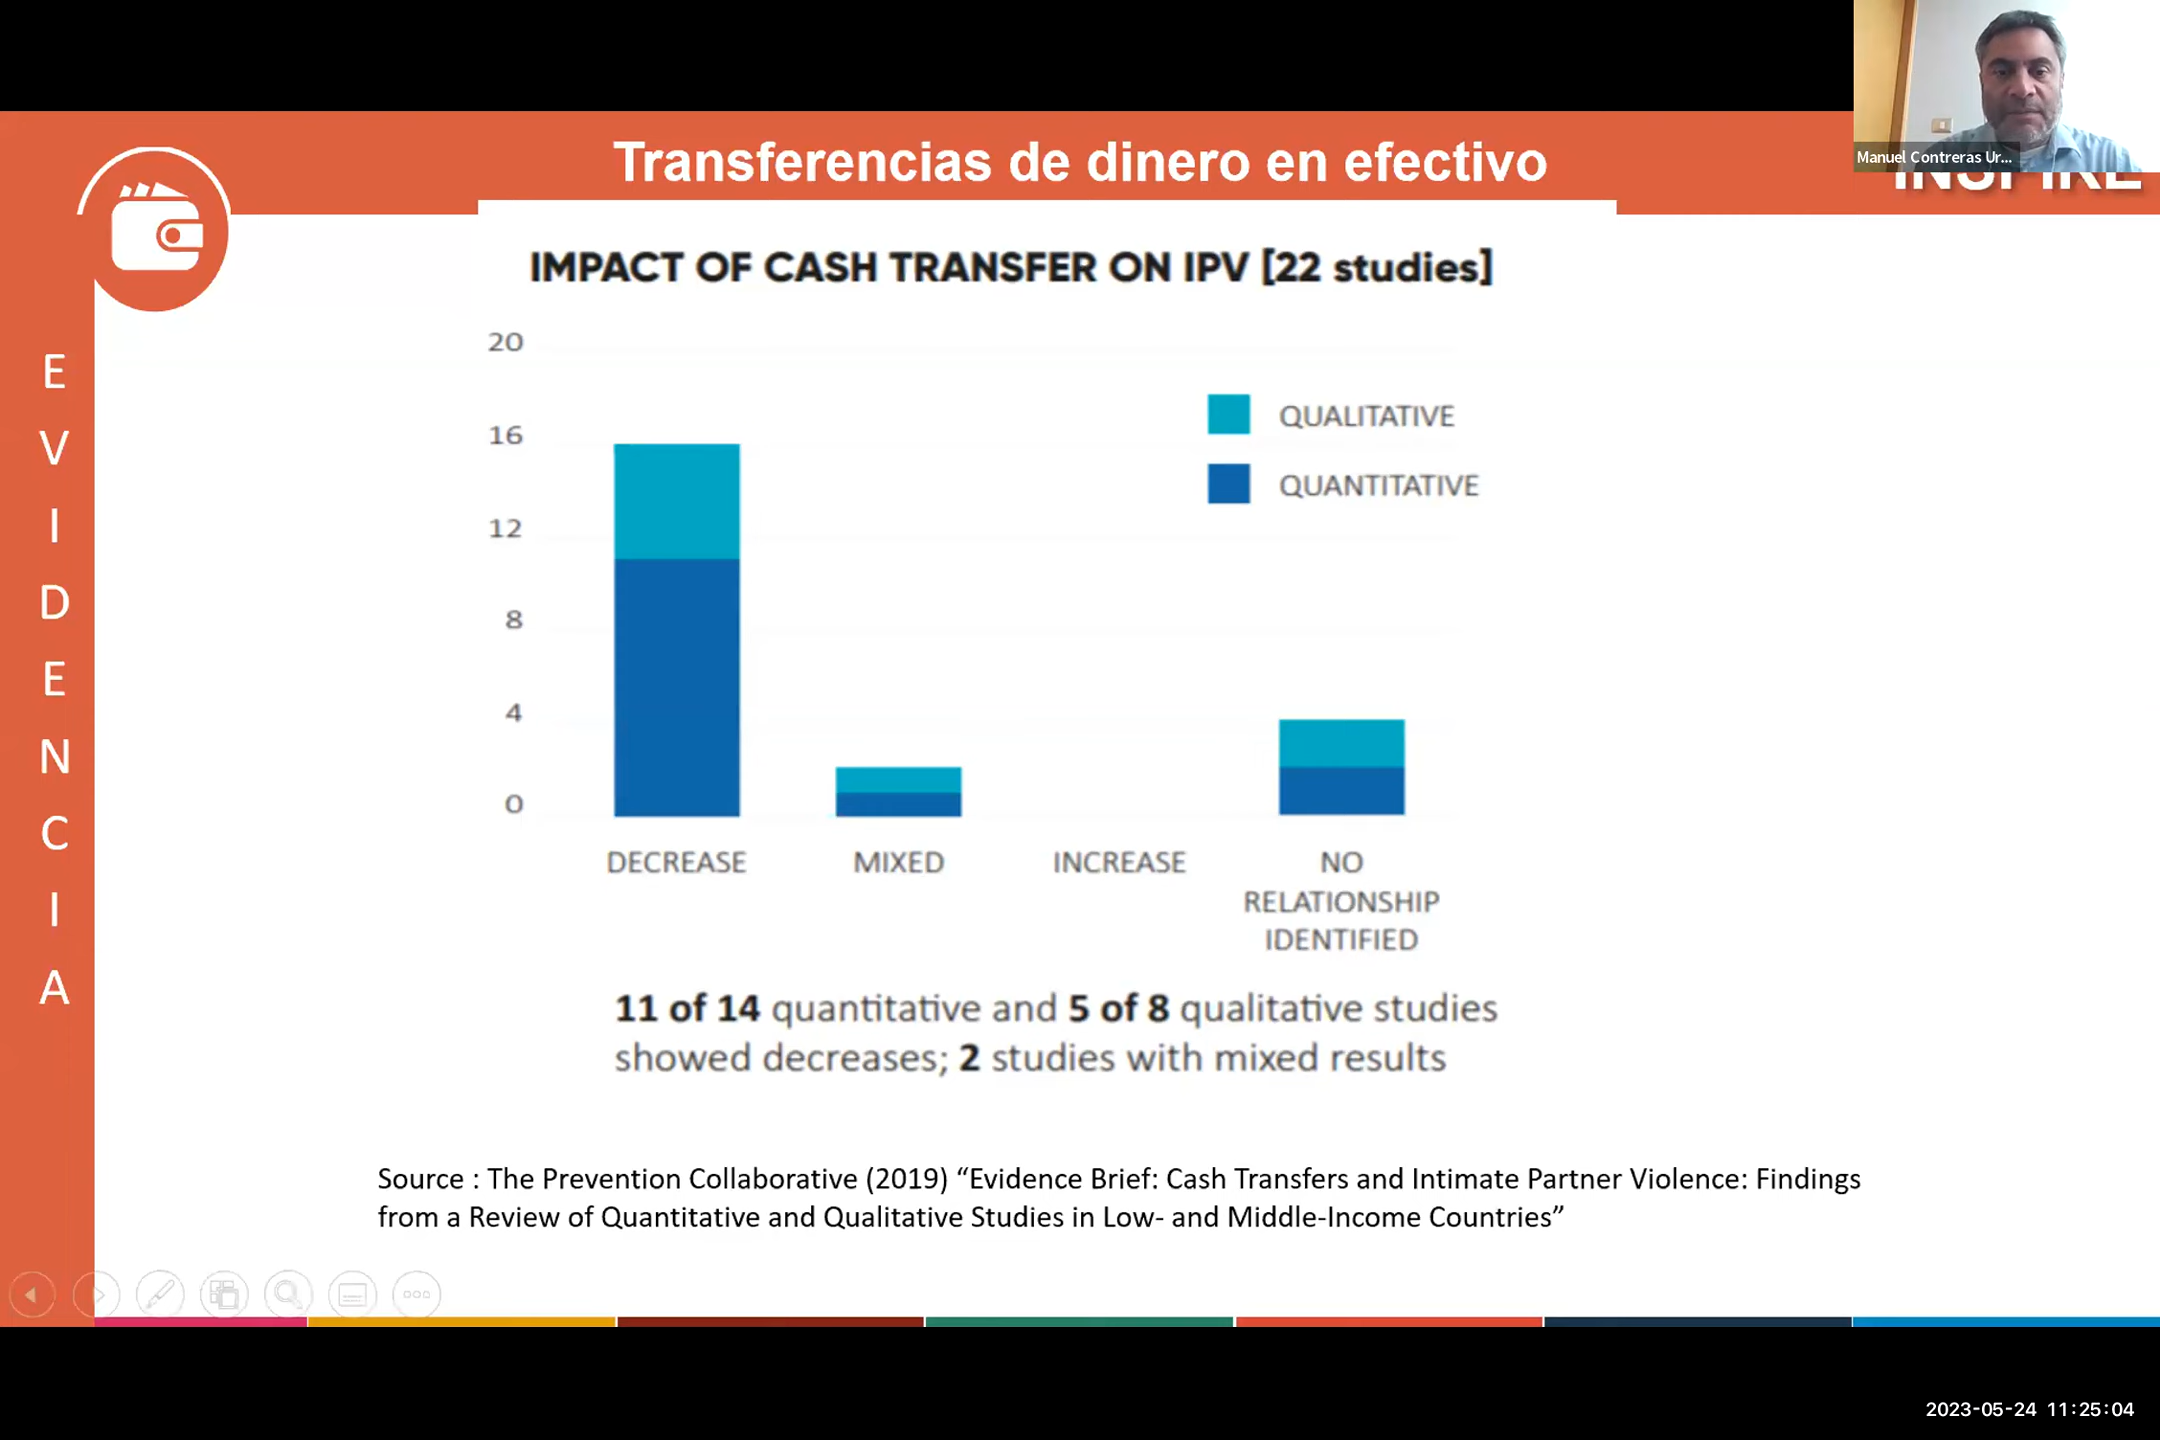 Manuel Contreras Ur...
Transferencias de dinero en efectivo
INSPIRE
EVIDENCIA
IMPACT OF CASH TRANSFER ON IPV [22 studies]
20
16
12
8
4
0
QUALITATIVE
QUANTITATIVE
DECREASE
MIXED
INCREASE
NO
RELATIONSHIP
IDENTIFIED
11 of 14 quantitative and 5 of 8 qualitative studies
showed decreases; 2 studies with mixed results
Source : The Prevention Collaborative (2019) “Evidence Brief: Cash Transfers and Intimate Partner Violence: Findings
from a Review of Quantitative and Qualitative Studies in Low- and Middle-Income Countries”
2023-05-24 11:25:04